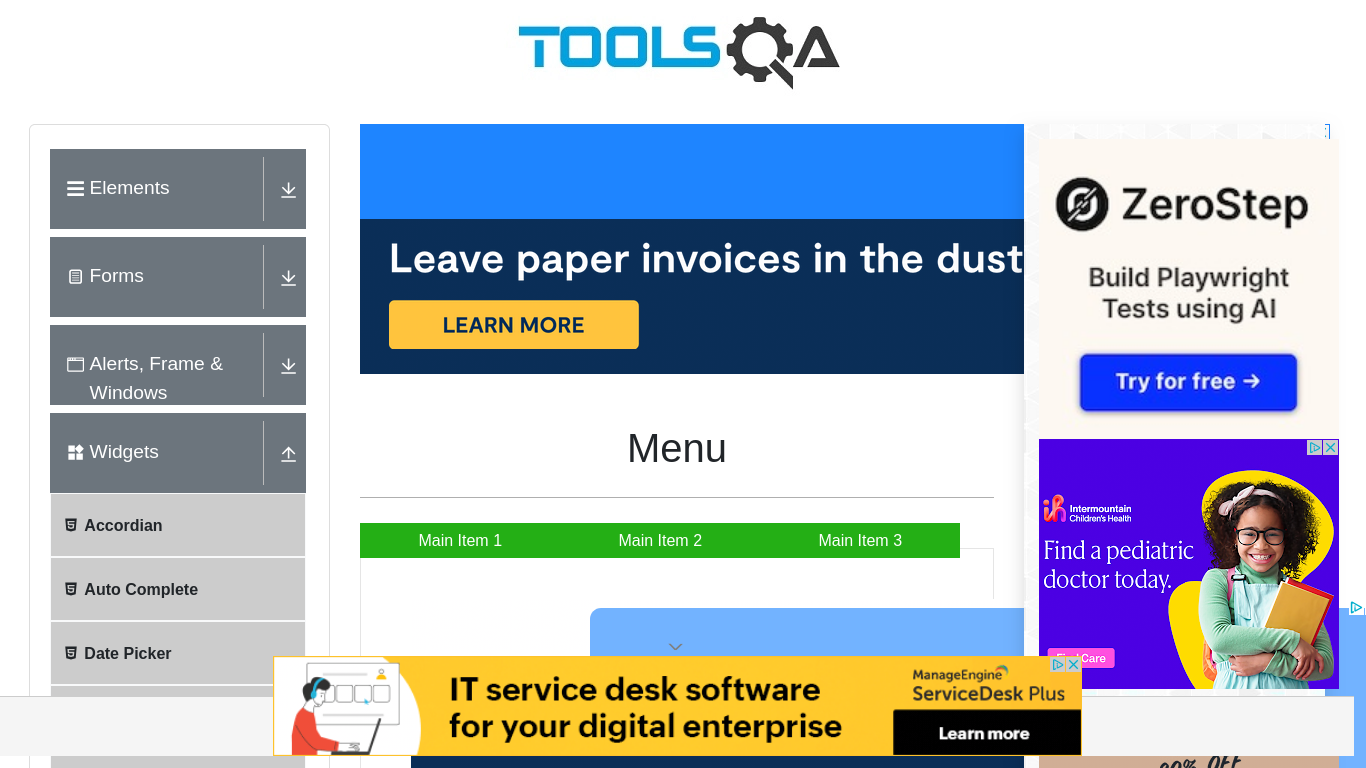 TOOLSQA
Elements
Forms
Alerts, Frame &
Windows
Widgets
Accordian
Auto Complete
Date Picker
Leave paper invoices in the dust
LEARN MORE
Menu
Main Item 1
Main Item 2
Main Item 3
ZeroStep
Build Playwright
Tests using AI
Try for free →
Intermountain
Children's Health
Find a pediatric
doctor today.
Care
IT service desk software
for your digital enterprise
ManageEngine
ServiceDesk Plus
Learn more